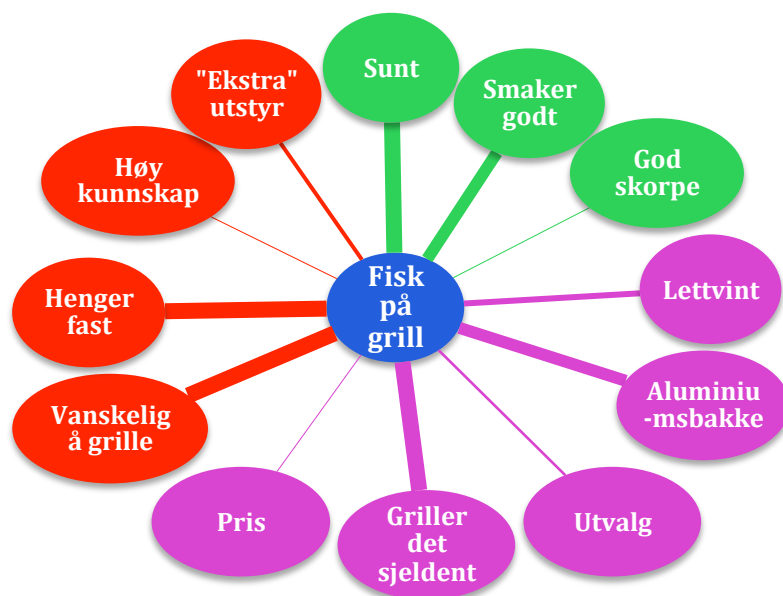 Sunt
"Ekstra"
utstyr
Smaker
godt
Høy
kunnskap
God
skorpe
Henger
fast
Fisk
på
grill
Lettvint
Vanskelig
å grille
Aluminiu
-msbakke
Pris
Griller
det
sjeldent
Utvalg